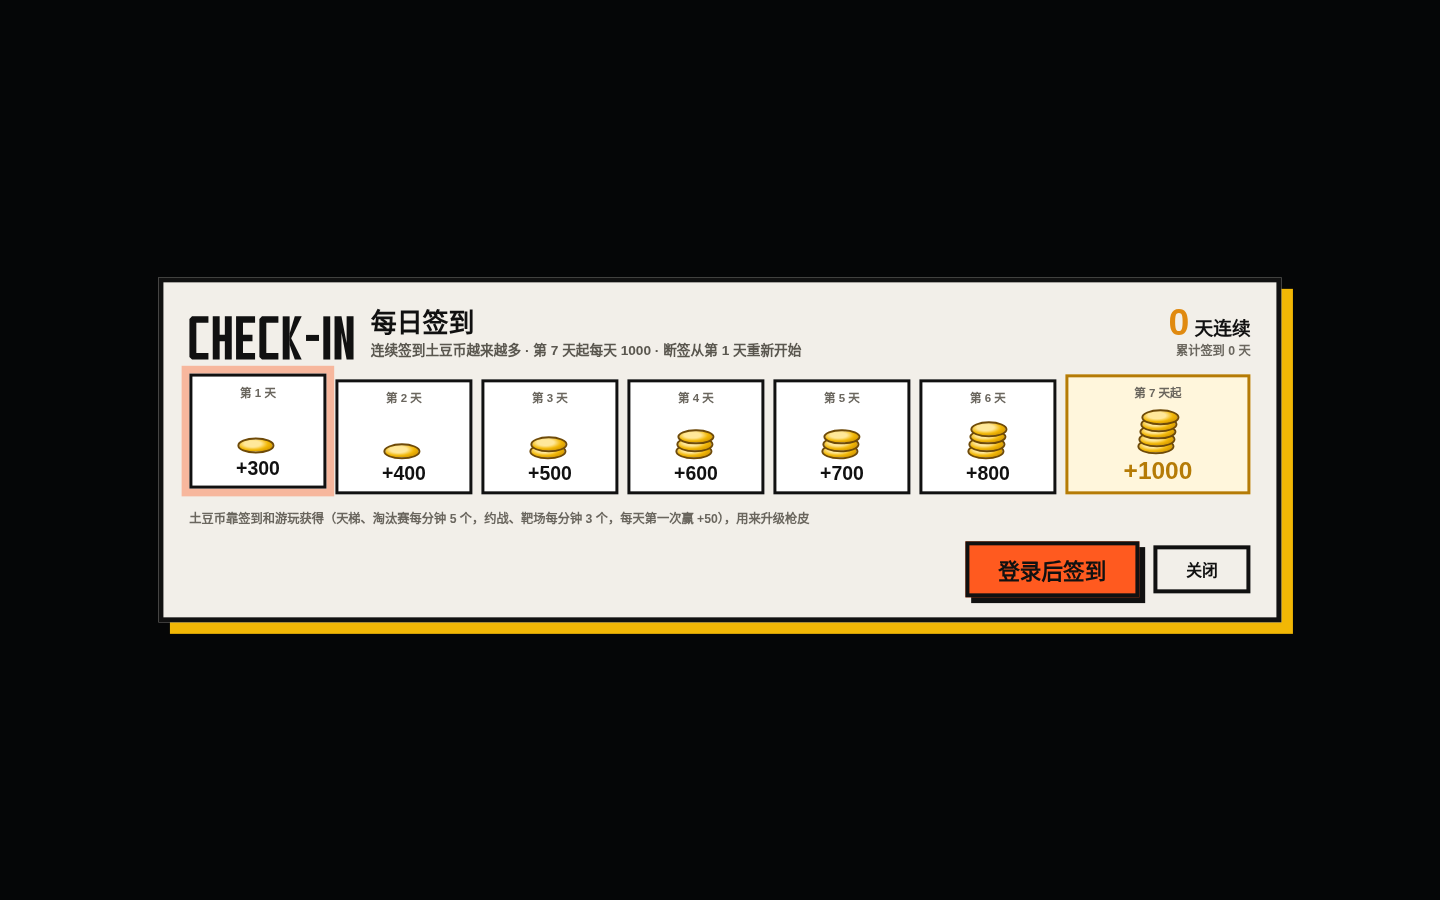 CHECK-IN
每日签到
连续签到土豆币越来越多 · 第 7 天起每天 1000 · 断签从第 1 天重新开始
0 天连续
累计签到 0 天
第 1 天
+300
第 2 天
+400
第 3 天
+500
第 4 天
+600
第 5 天
+700
第 6 天
+800
第 7 天起
+1000
土豆币靠签到和游玩获得（天梯、淘汰赛每分钟 5 个，约战、靶场每分钟 3 个，每天第一次赢 +50），用来升级枪皮
登录后签到
关闭